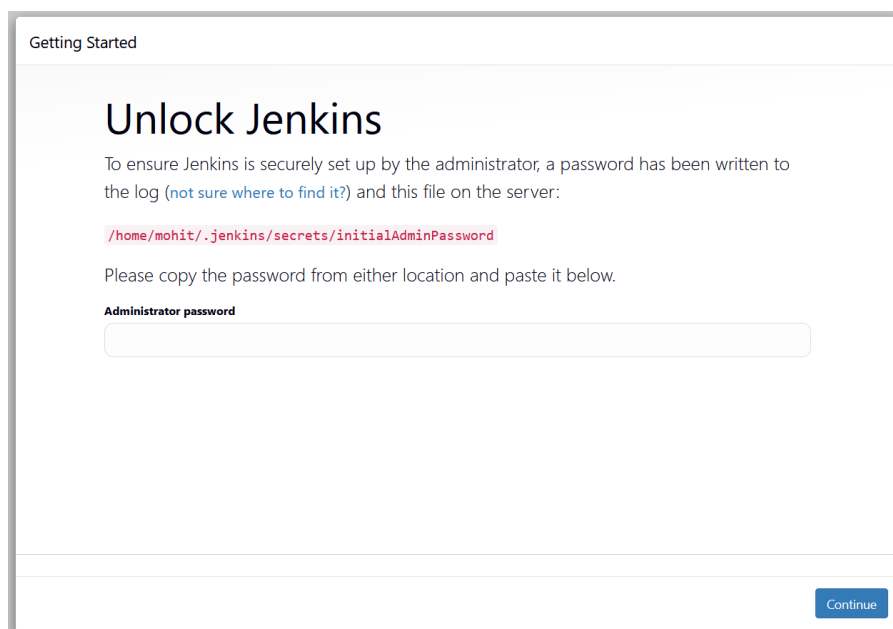 Getting Started
Unlock Jenkins
To ensure Jenkins is securely set up by the administrator, a password has been written to
the log (not sure where to find it?) and this file on the server:
/home/mohit/.jenkins/secrets/initialAdminPassword
Please copy the password from either location and paste it below.
Administrator password
Continue